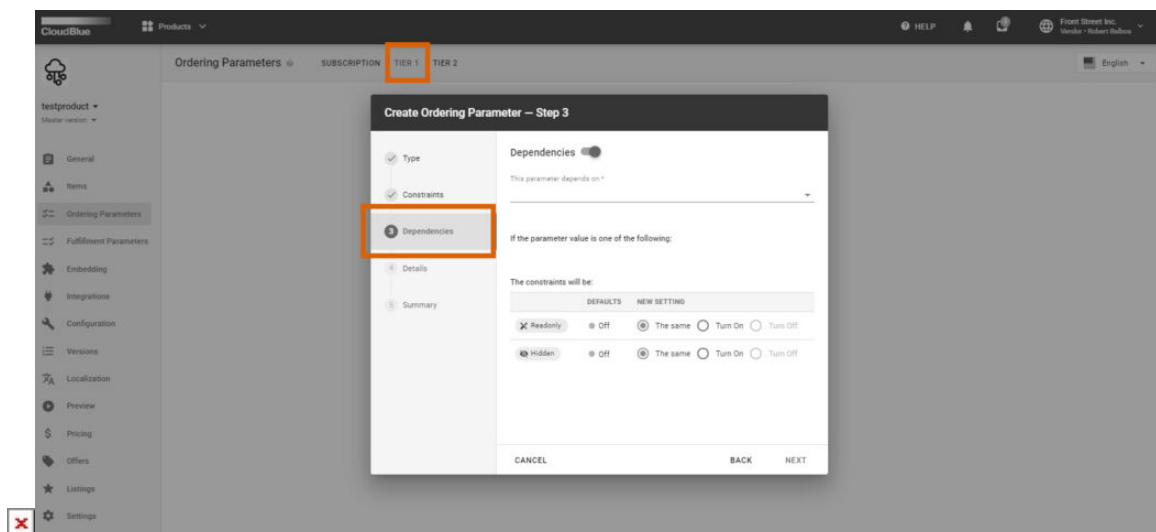 CloudBlue
Products
HELP
Front Street Inc.
Vendor • Robert Balboa
Ordering Parameters
SUBSCRIPTION
TIER 1
TIER 2
English
testproduct
Master version
General
Items
Ordering Parameters
Fulfillment Parameters
Embedding
Integrations
Configuration
Versions
Localization
Preview
Pricing
Offers
Listings
Settings
Create Ordering Parameter — Step 3
Type
Constraints
3 Dependencies
4 Details
5 Summary
Dependencies
This parameter depends on *
If the parameter value is one of the following:
The constraints will be:
DEFAULTS NEW SETTING
Readonly Off The same Turn On Turn Off
Hidden Off The same Turn On Turn Off
CANCEL BACK NEXT